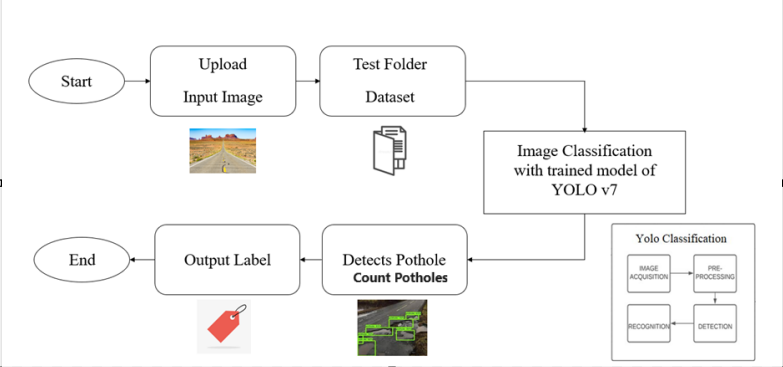 Start
Upload
Input Image
Test Folder
Dataset
Image Classification
with trained model of
YOLO v7
End
Output Label
Detects Pothole
Count Potholes
Yolo Classification
IMAGE
ACQUISITION
PRE-
PROCESSING
RECOGNITION
DETECTION